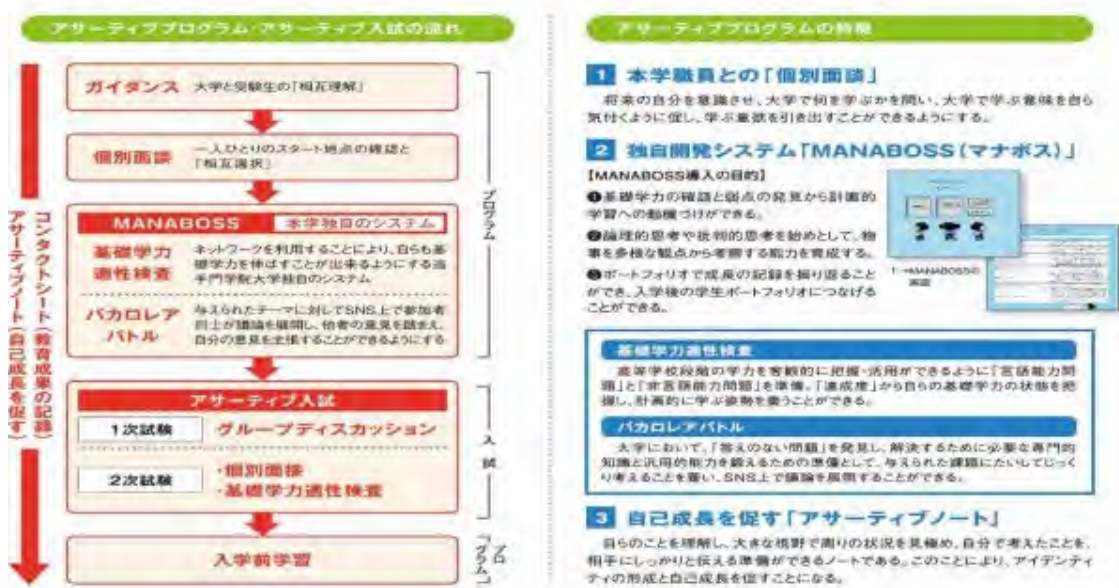 アサーティブプログラム・アサーティブ入試の流れ
コンタクトシート(教育成果の記録)
アサーティブノート(自己成長を促す)
ガイダンス 大学と受験生の「相互理解」
個別面談
一人ひとりのスタート地点の確認と
「相互選択」
MANABOSS 本学独自のシステム
基礎学力
適性検査
ネットワークを利用することにより、自らも基
礎学力を伸ばすことが出来るようにする追
手門学院大学独自のシステム
バカロレア
バトル
与えられたテーマに対してSNS上で参加者
同士が議論を展開し、他者の意見を踏まえ、
自分の意見を主張することができるようにする
プログラム
アサーティブ入試
1次試験 グループディスカッション
2次試験
・個別面接
・基礎学力適性検査
入試
入学前学習
プログラム
アサーティブプログラムの特徴
1 本学職員との「個別面談」
将来の自分を意識させ、大学で何を学ぶかを問い、大学で学ぶ意味を自ら
気付くように促し、学ぶ意欲を引き出すことができるようにする。
2 独自開発システム「MANABOSS(マナボス)」
【MANABOSS導入の目的】
❶基礎学力の確認と弱点の発見から計画的
学習への動機づけができる。
❷論理的思考や批判的思考を始めとして、物
事を多様な観点から考察する能力を育成する。
❸ポートフォリオで成長の記録を振り返ること
ができ、入学後の学生ポートフォリオにつなげる
ことができる。
MANABOSSの
画面
基礎学力適性検査
高等学校段階の学力を客観的に把握・活用ができるように「言語能力問
題」と「非言語能力問題」を準備。「達成度」から自らの基礎学力の状態を把
握し、計画的に学ぶ姿勢を養うことができる。
バカロレアバトル
大学において、「答えのない問題」を発見し、解決するために必要な専門的
知識と汎用的能力を鍛えるための準備として、与えられた課題にたいしてじっく
り考えることを養い、SNS上で議論を展開することができる。
3 自己成長を促す「アサーティブノート」
自らのことを理解し、大きな視野で周りの状況を見極め、自分で考えたことを、
相手にしっかりと伝える準備ができるノートである。このことにより、アイデンティ
ティの形成と自己成長を促すことになる。